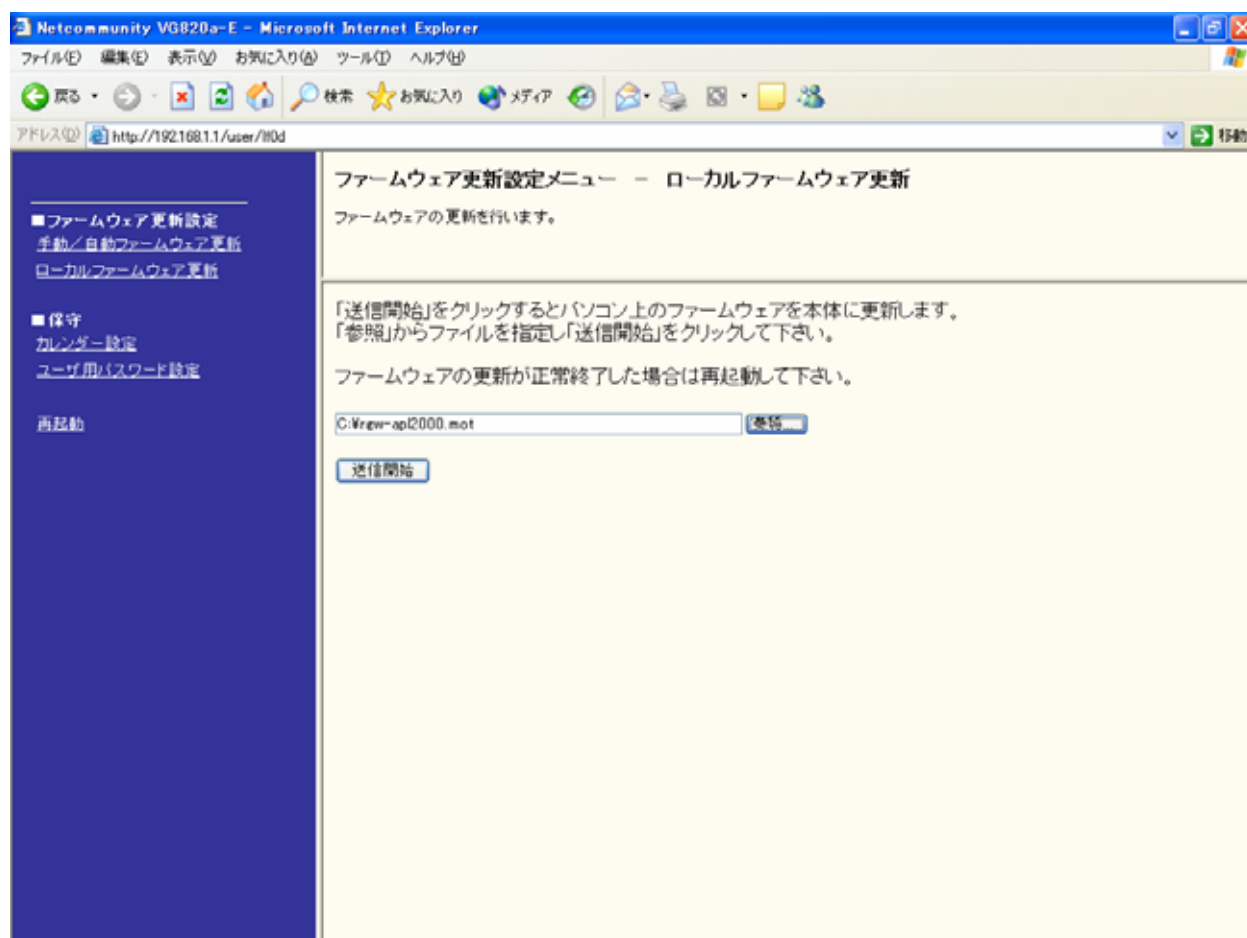 Netcommunity VG820a-E - Microsoft Internet Explorer
ファイル(F) 編集(E) 表示(V) お気に入り(A) ツール(T) ヘルプ(H)
戻る 検索 お気に入り メディア
アドレス(D) http://192.168.1.1/user/lf0d 移動
ファームウェア更新設定メニュー － ローカルファームウェア更新
ファームウェアの更新を行います。
■ファームウェア更新設定
手動／自動ファームウェア更新
ローカルファームウェア更新
■保守
カレンダー設定
ユーザ用パスワード設定
再起動
「送信開始」をクリックするとパソコン上のファームウェアを本体に更新します。
「参照」からファイルを指定し「送信開始」をクリックして下さい。
ファームウェアの更新が正常終了した場合は再起動して下さい。
C:¥rgw-apl2000.mot 参照...
送信開始